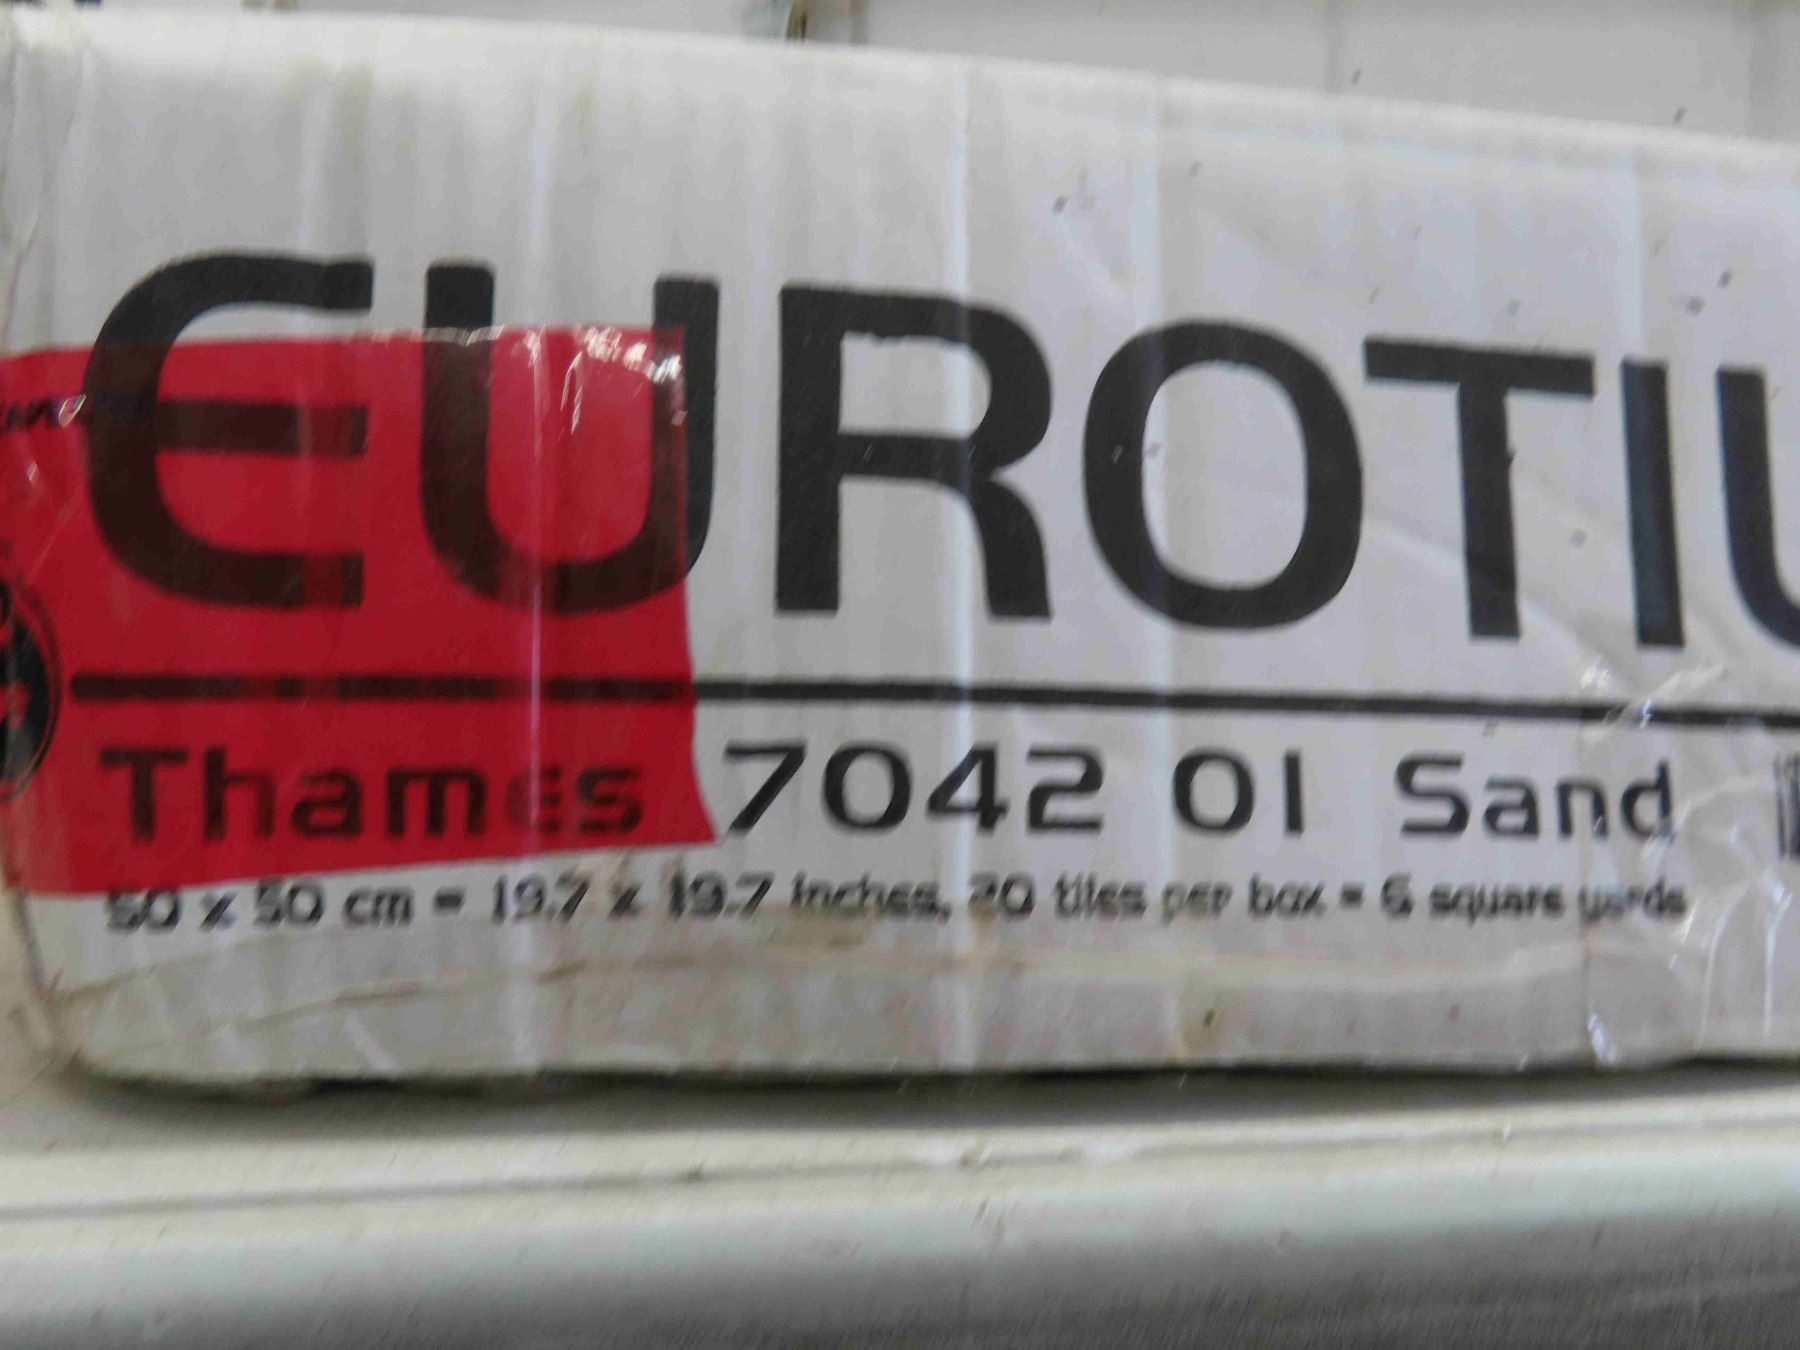 EUROTIL
Thames 7042 01 Sand
50 x 50 cm = 19.7 x 19.7 inches, 20 tiles per box = 6 square yards